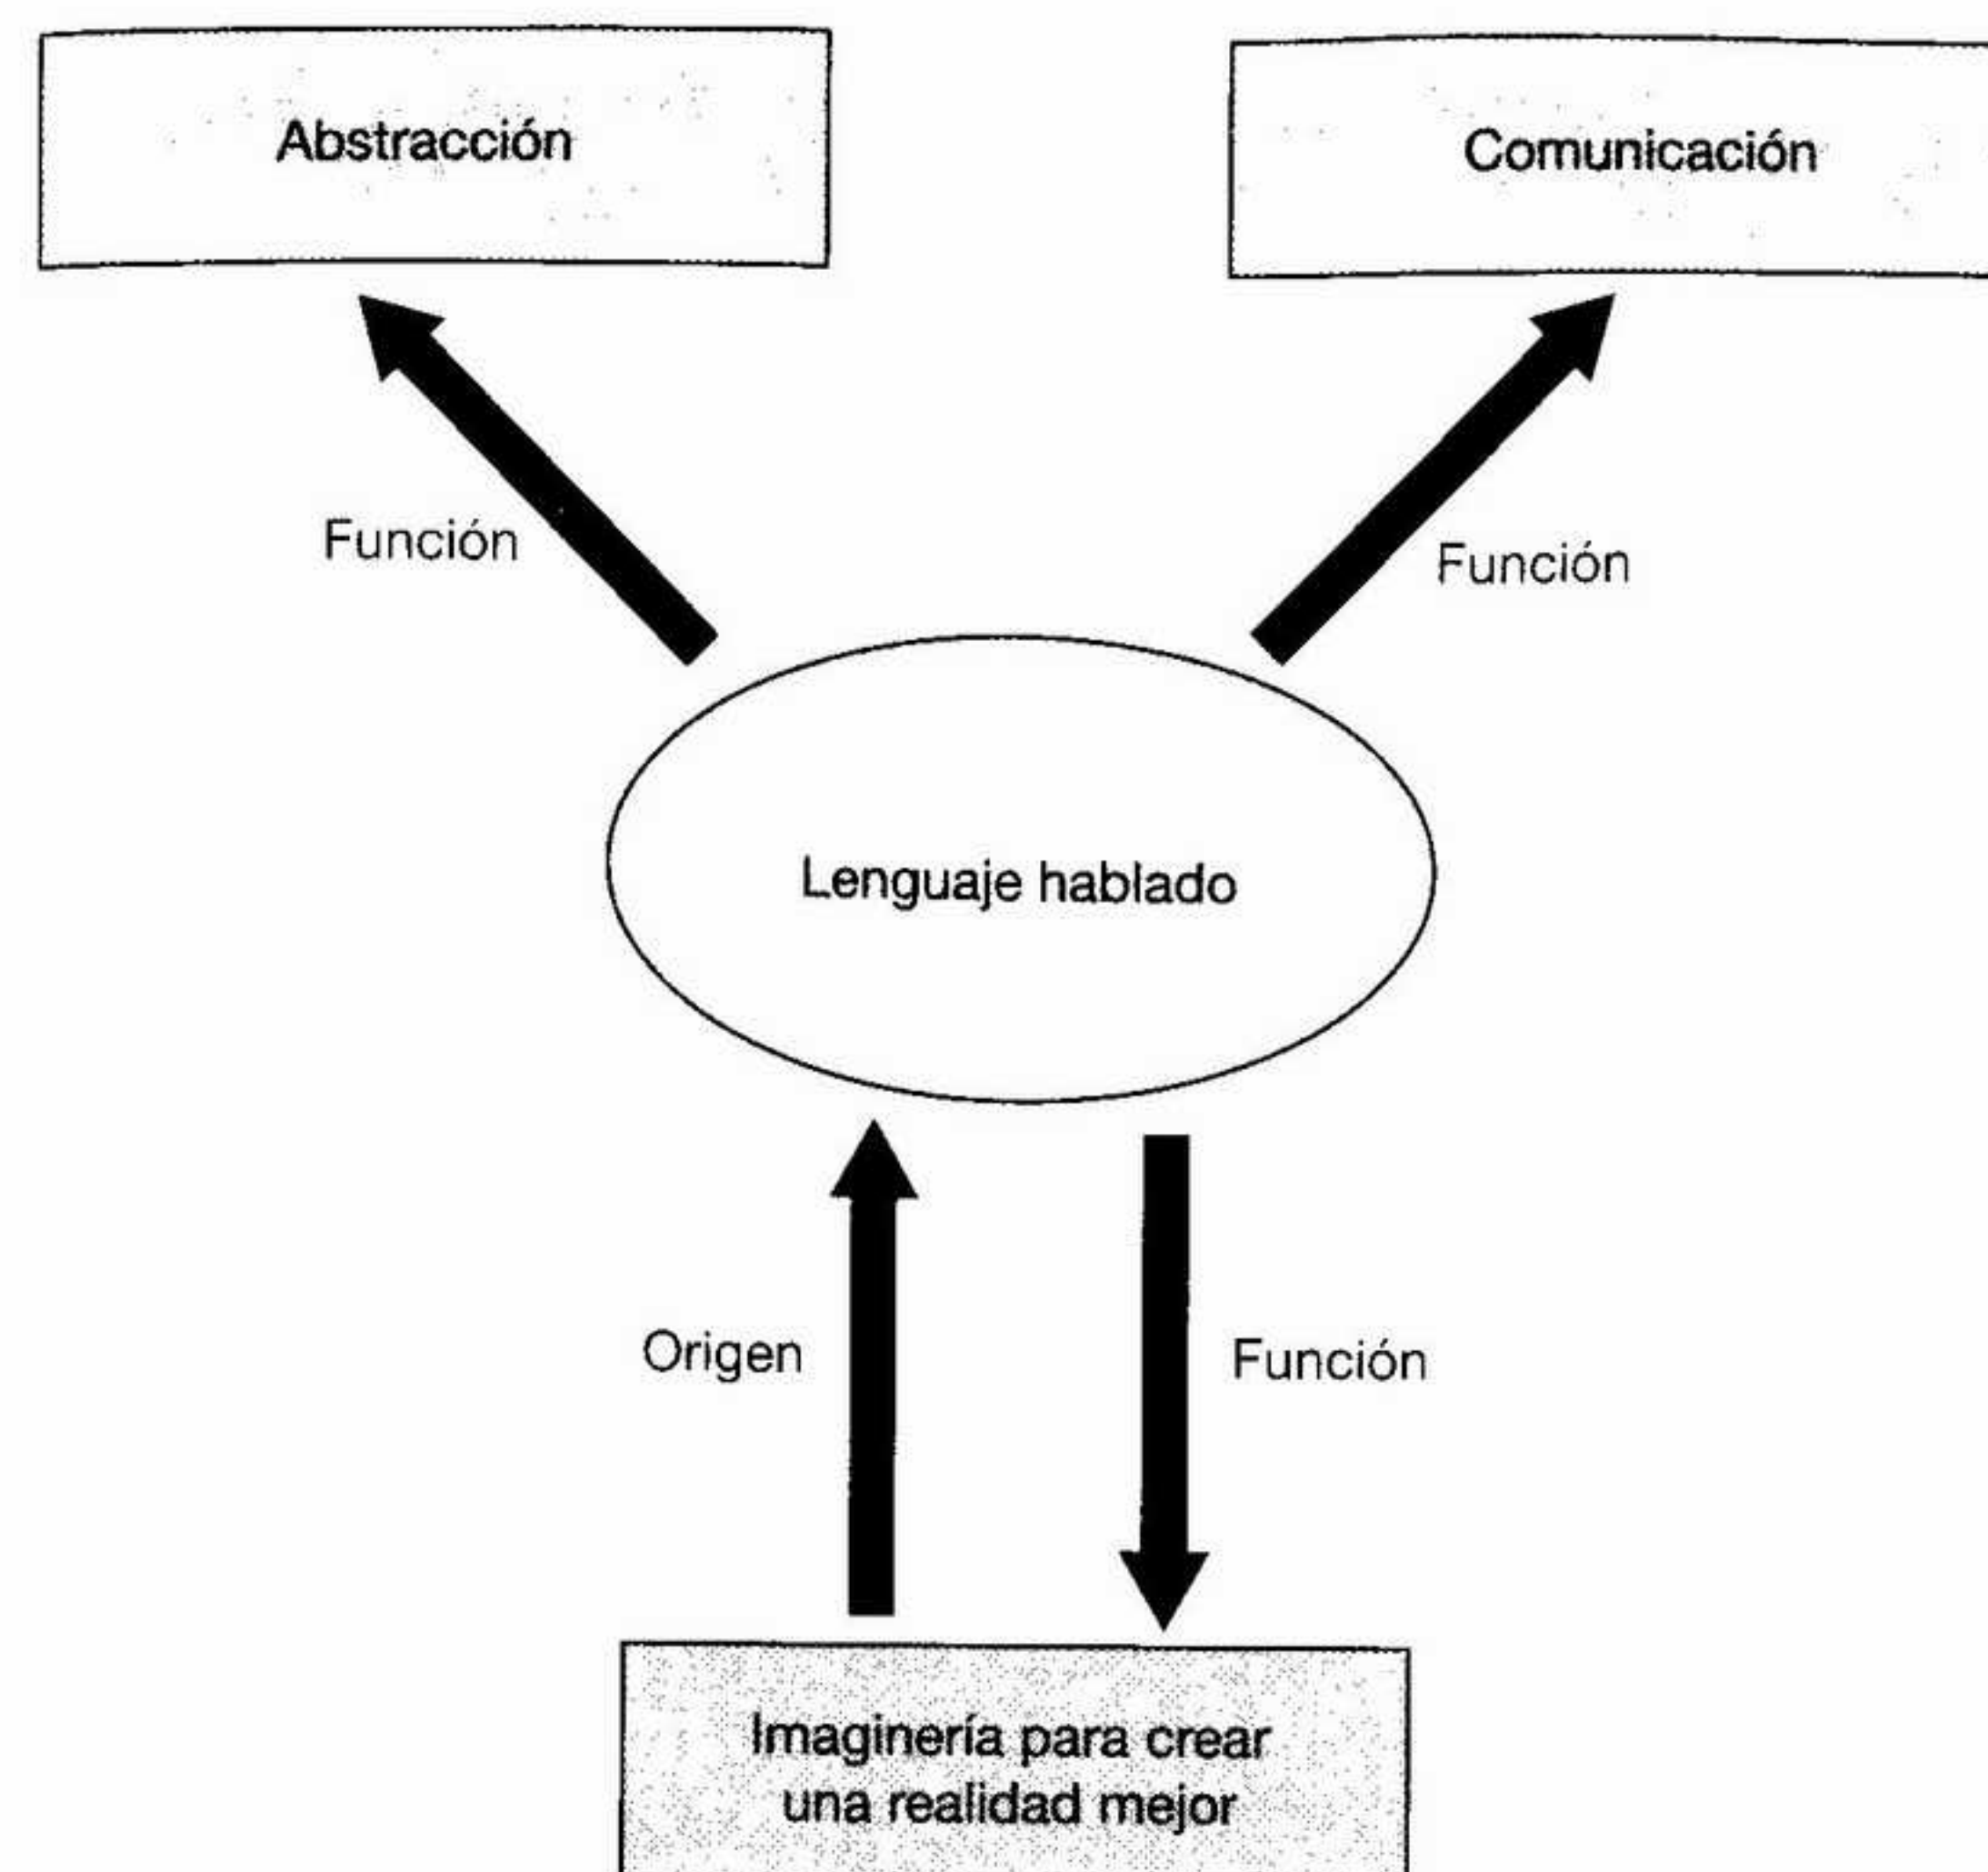 Abstracción
Comunicación
Función
Función
Lenguaje hablado
Origen
Función
Imaginería para crear
una realidad mejor